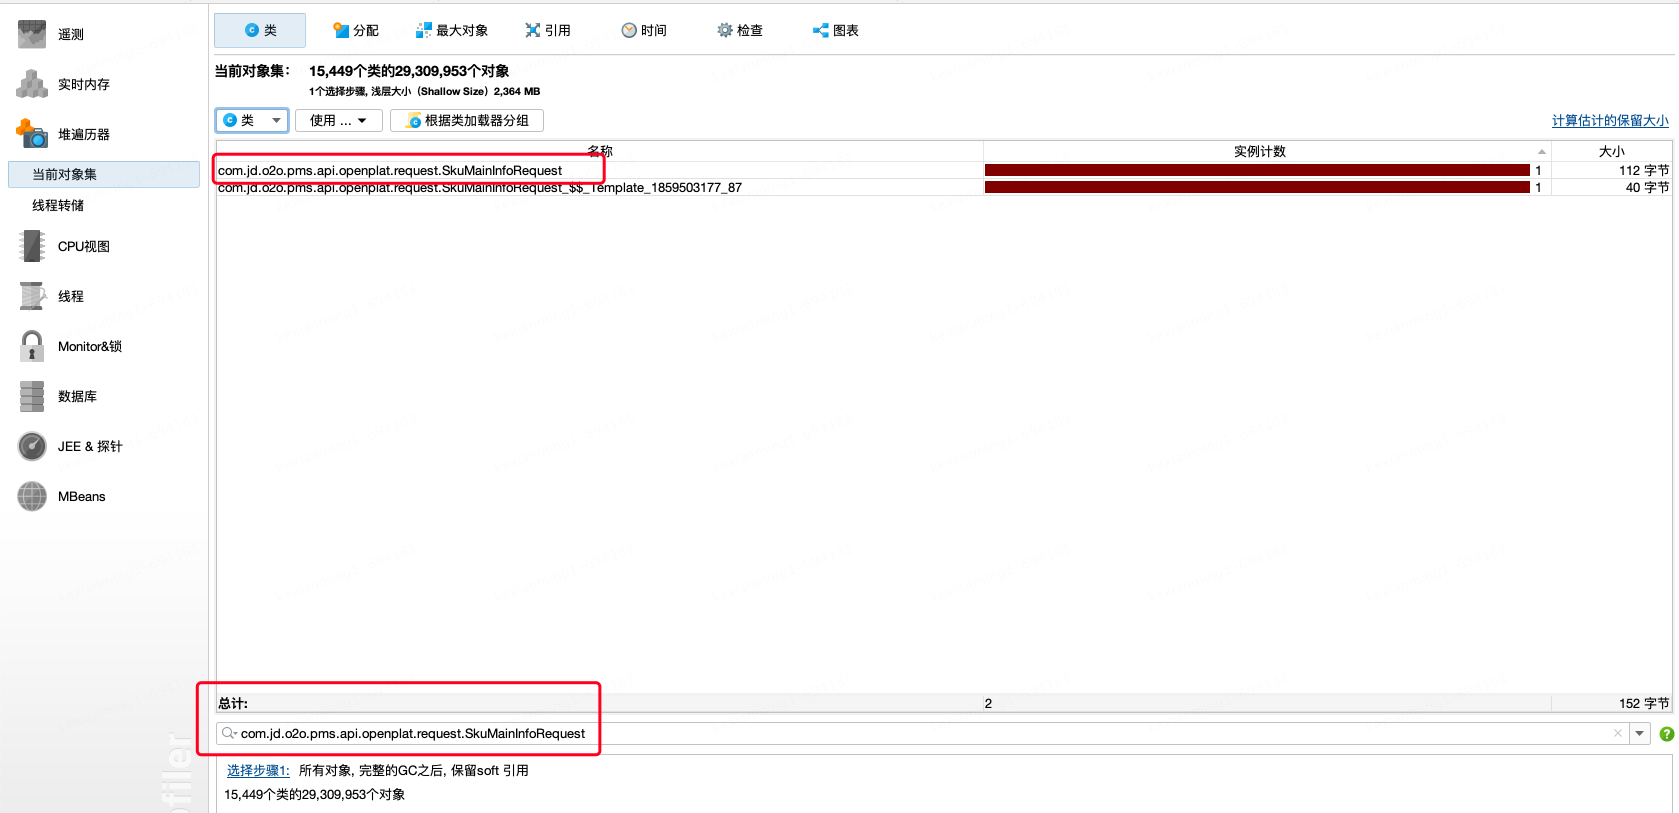 遥测
实时内存
堆遍历器
当前对象集
线程转储
CPU视图
线程
Monitor&锁
数据库
JEE & 探针
MBeans
类 分配 最大对象 引用 时间 检查 图表
当前对象集： 15,449个类的29,309,953个对象
1个选择步骤, 浅层大小（Shallow Size）2,364 MB
类 使用 ... 根据类加载器分组 计算估计的保留大小
名称 实例计数 大小
com.jd.o2o.pms.api.openplat.request.SkuMainInfoRequest 1 112 字节
com.jd.o2o.pms.api.openplat.request.SkuMainInfoRequest_$$_Template_1859503177_87 1 40 字节
总计: 2 152 字节
com.jd.o2o.pms.api.openplat.request.SkuMainInfoRequest
选择步骤1: 所有对象, 完整的GC之后, 保留soft 引用
15,449个类的29,309,953个对象